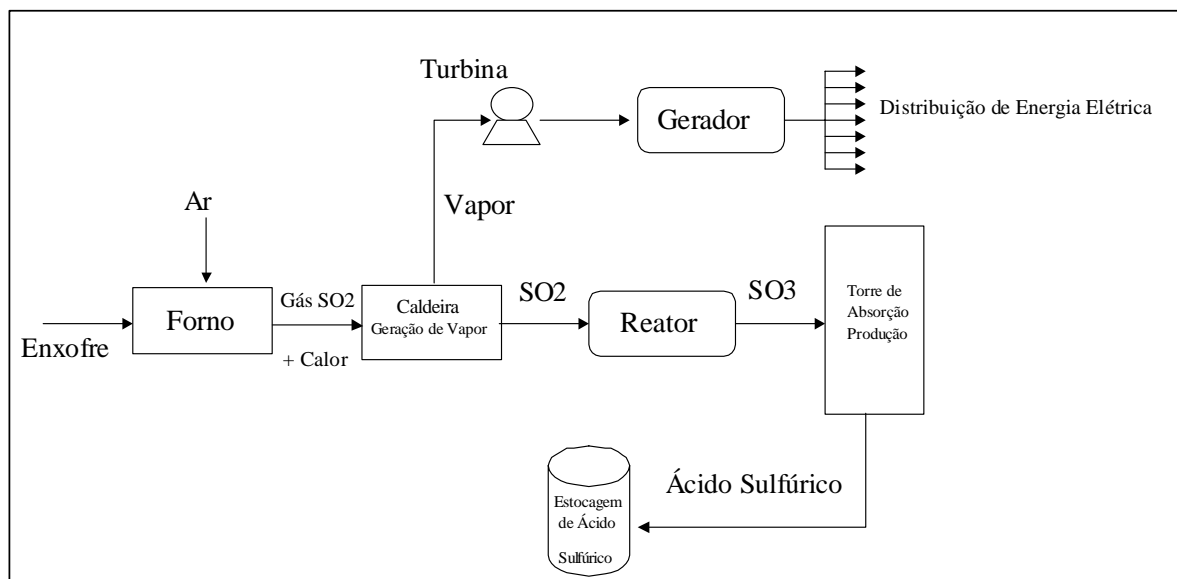 Turbina
Gerador
Distribuição de Energia Elétrica
Vapor
Ar
Enxofre
Forno
Gás SO2
+ Calor
Caldeira
Geração de Vapor
SO2
Reator
SO3
Torre de
Absorção
Produção
Ácido Sulfúrico
Estocagem
de Ácido
Sulfúrico